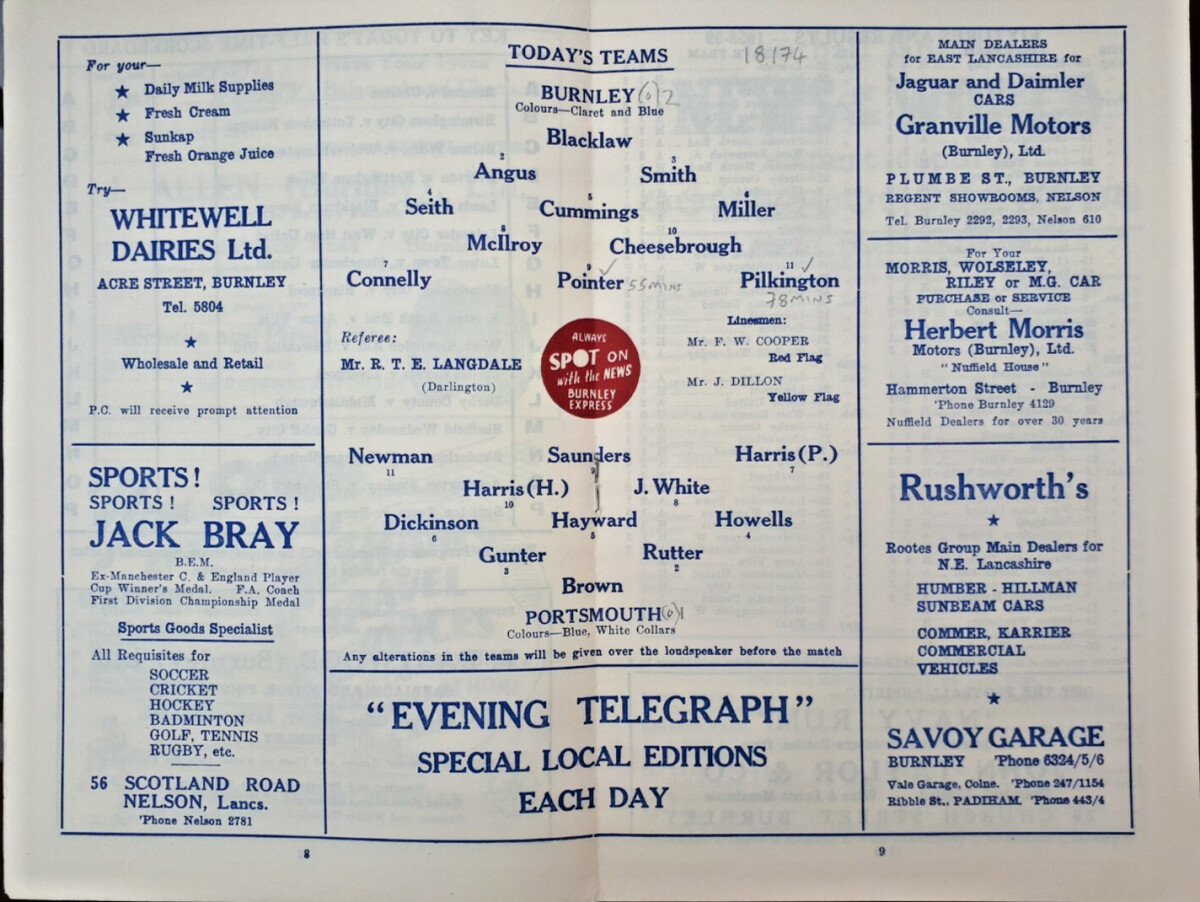 For your—
★ Daily Milk Supplies
★ Fresh Cream
★ Sunkap
Fresh Orange Juice
Try—
WHITEWELL
DAIRIES Ltd.
ACRE STREET, BURNLEY
Tel. 5804
★
Wholesale and Retail
★
P.C. will receive prompt attention
SPORTS!
SPORTS! SPORTS!
JACK BRAY
B.E.M.
Ex-Manchester C. & England Player
Cup Winner's Medal. F.A. Coach
First Division Championship Medal
Sports Goods Specialist
All Requisites for
SOCCER
CRICKET
HOCKEY
BADMINTON
GOLF, TENNIS
RUGBY, etc.
56 SCOTLAND ROAD
NELSON, Lancs.
'Phone Nelson 2781
8
TODAY'S TEAMS 18174
BURNLEY (0) 2
Colours—Claret and Blue
Blacklaw
2 3
Angus Smith
4 5 6
Seith Cummings Miller
8 10
McIlroy Cheesebrough
7 9 11
Connelly Pointer 55 MINS Pilkington
78 MINS
Referee:
Mr. R. T. E. LANGDALE
(Darlington)
ALWAYS
SPOT ON
with the NEWS
BURNLEY
EXPRESS
Linesmen:
Mr. F. W. COOPER
Red Flag
Mr. J. DILLON
Yellow Flag
Newman Saunders Harris (P.)
11 9 7
Harris (H.) J. White
10 8
Dickinson Hayward Howells
6 5 4
Gunter Rutter
3 2
Brown
PORTSMOUTH (0) 1
Colours—Blue, White Collars
Any alterations in the teams will be given over the loudspeaker before the match
"EVENING TELEGRAPH"
SPECIAL LOCAL EDITIONS
EACH DAY
MAIN DEALERS
for EAST LANCASHIRE for
Jaguar and Daimler
CARS
Granville Motors
(Burnley), Ltd.
PLUMBE ST., BURNLEY
REGENT SHOWROOMS, NELSON
Tel. Burnley 2292, 2293, Nelson 610
For Your
MORRIS, WOLSELEY,
RILEY or M.G. CAR
PURCHASE or SERVICE
Consult—
Herbert Morris
Motors (Burnley), Ltd.
"Nuffield House"
Hammerton Street - Burnley
'Phone Burnley 4129
Nuffield Dealers for over 30 years
Rushworth's
★
Rootes Group Main Dealers for
N.E. Lancashire
HUMBER - HILLMAN
SUNBEAM CARS
COMMER, KARRIER
COMMERCIAL
VEHICLES
★
SAVOY GARAGE
BURNLEY 'Phone 6324/5/6
Vale Garage, Colne. 'Phone 247/1154
Ribble St., PADIHAM. 'Phone 443/4
9